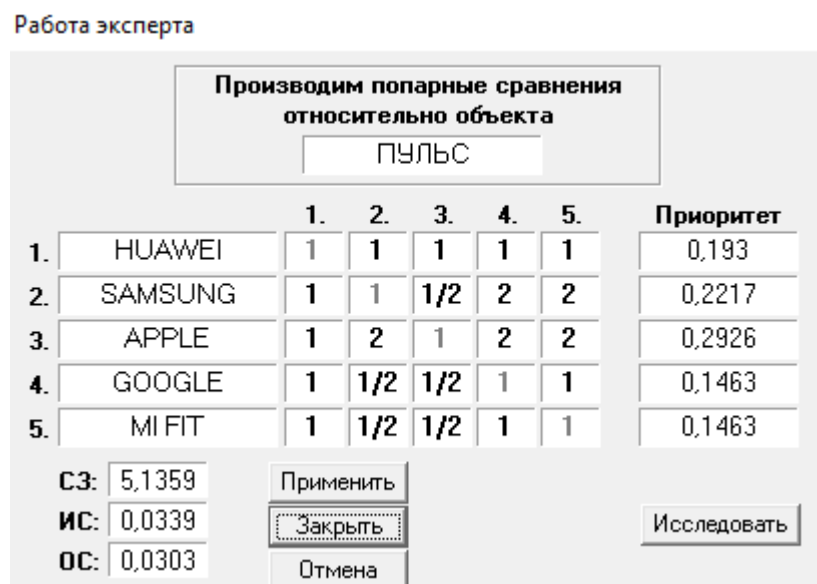 Работа эксперта
Производим попарные сравнения
относительно объекта
ПУЛЬС
1. 2. 3. 4. 5. Приоритет
1. HUAWEI 1 1 1 1 1 0,193
2. SAMSUNG 1 1 1/2 2 2 0,2217
3. APPLE 1 2 1 2 2 0,2926
4. GOOGLE 1 1/2 1/2 1 1 0,1463
5. MI FIT 1 1/2 1/2 1 1 0,1463
СЗ: 5,1359 Применить
ИС: 0,0339 Закрыть Исследовать
ОС: 0,0303 Отмена